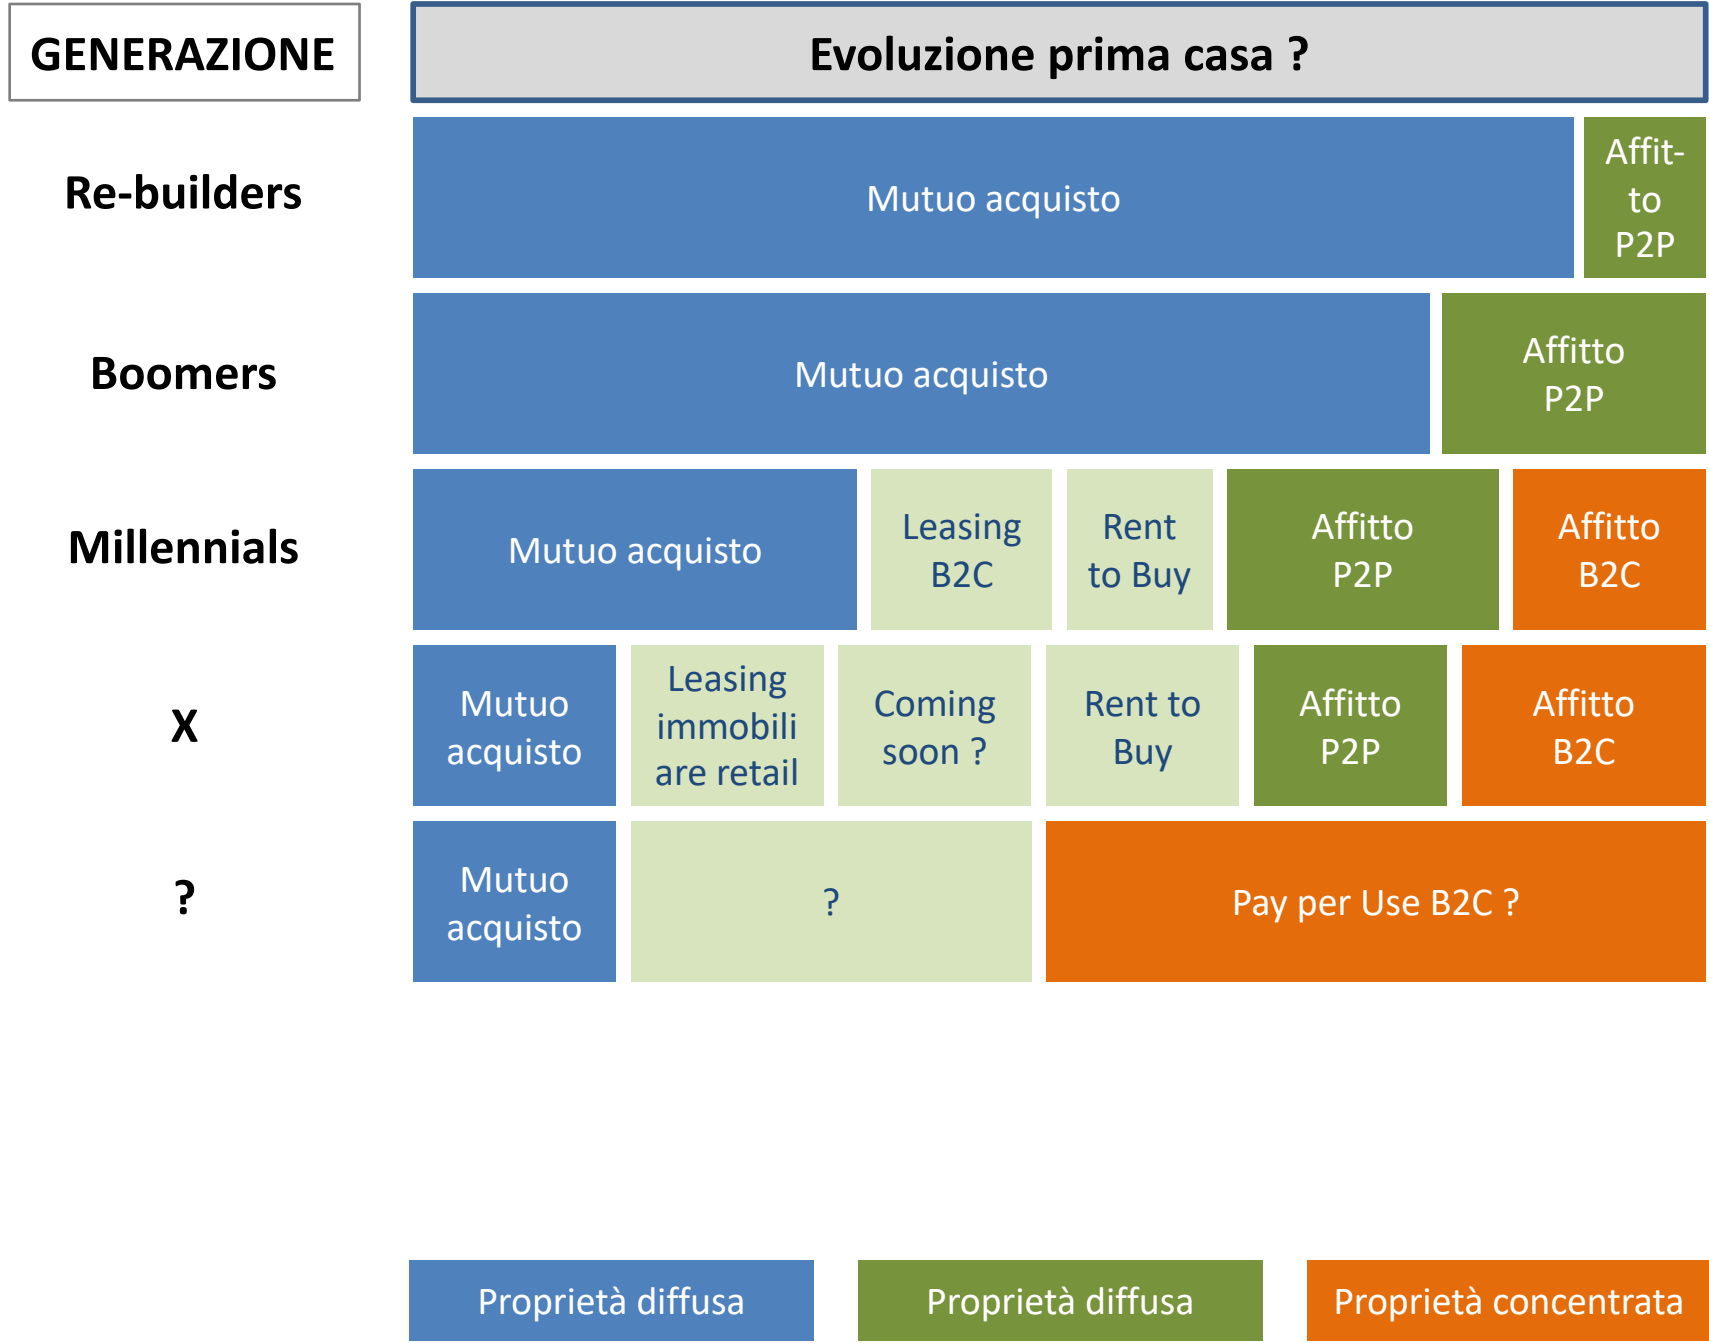 GENERAZIONE
Evoluzione prima casa ?
Re-builders
Mutuo acquisto
Affit-
to
P2P
Boomers
Mutuo acquisto
Affitto
P2P
Millennials
Mutuo acquisto
Leasing
B2C
Rent
to Buy
Affitto
P2P
Affitto
B2C
X
Mutuo
acquisto
Leasing
immobili
are retail
Coming
soon ?
Rent to
Buy
Affitto
P2P
Affitto
B2C
?
Mutuo
acquisto
?
Pay per Use B2C ?
Proprietà diffusa
Proprietà diffusa
Proprietà concentrata